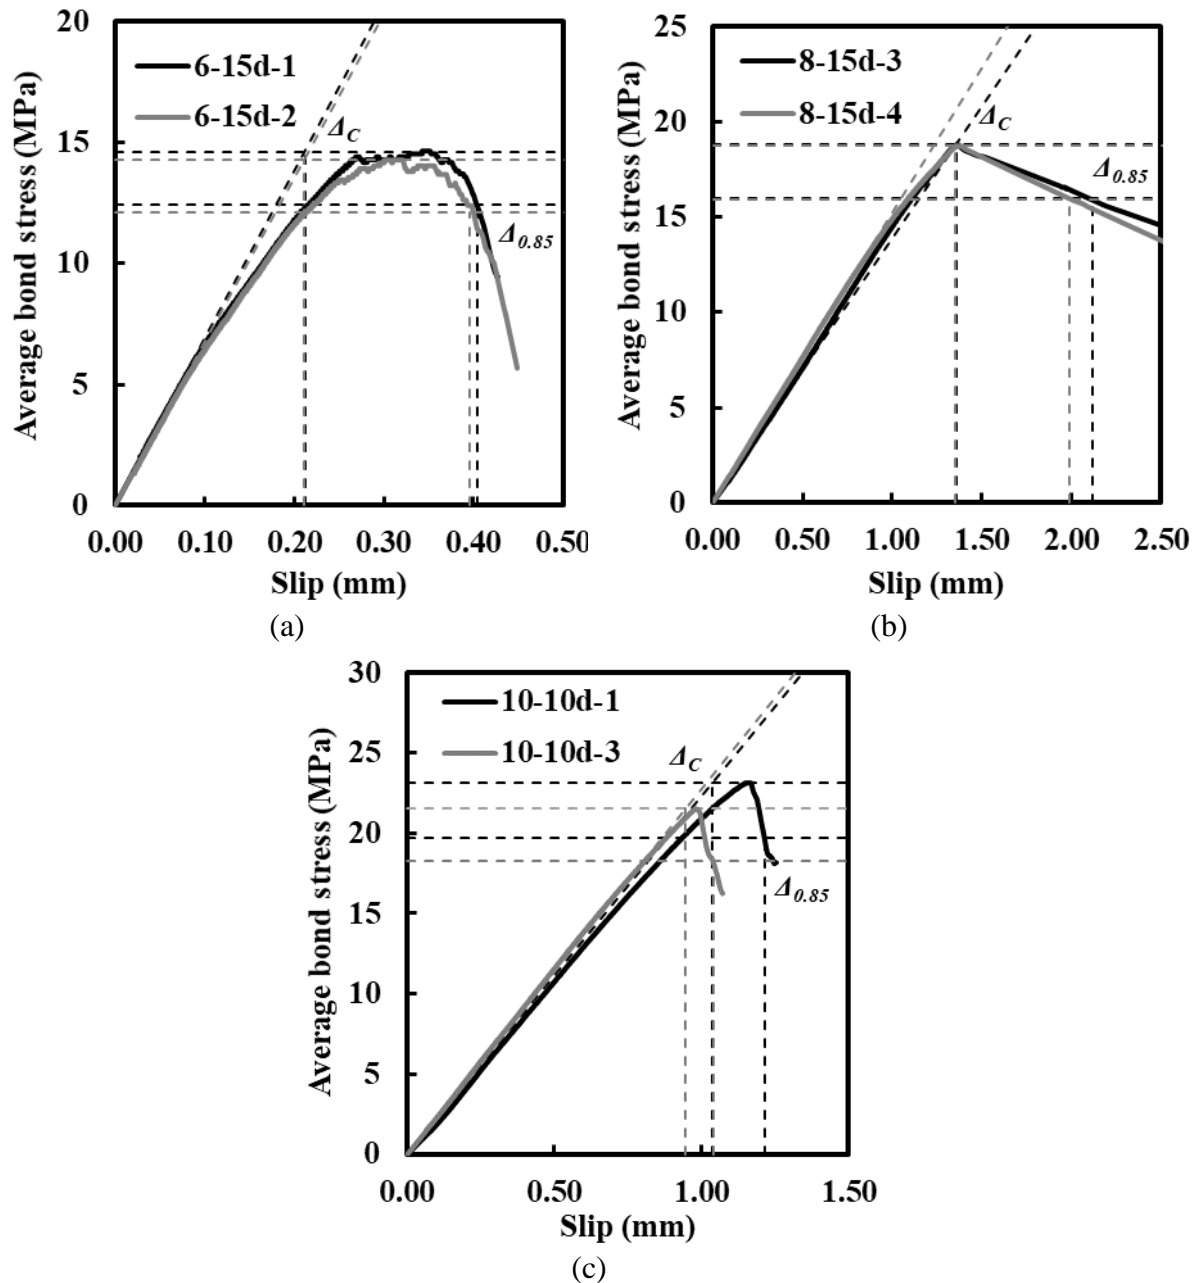 20
15
10
5
0
Average bond stress (MPa)
6-15d-1
6-15d-2
Δ_C
Δ_0.85
0.00 0.10 0.20 0.30 0.40 0.50
Slip (mm)
(a)
25
20
15
10
5
0
Average bond stress (MPa)
8-15d-3
8-15d-4
Δ_C
Δ_0.85
0.00 0.50 1.00 1.50 2.00 2.50
Slip (mm)
(b)
30
25
20
15
10
5
0
Average bond stress (MPa)
10-10d-1
10-10d-3
Δ_C
Δ_0.85
0.00 0.50 1.00 1.50
Slip (mm)
(c)